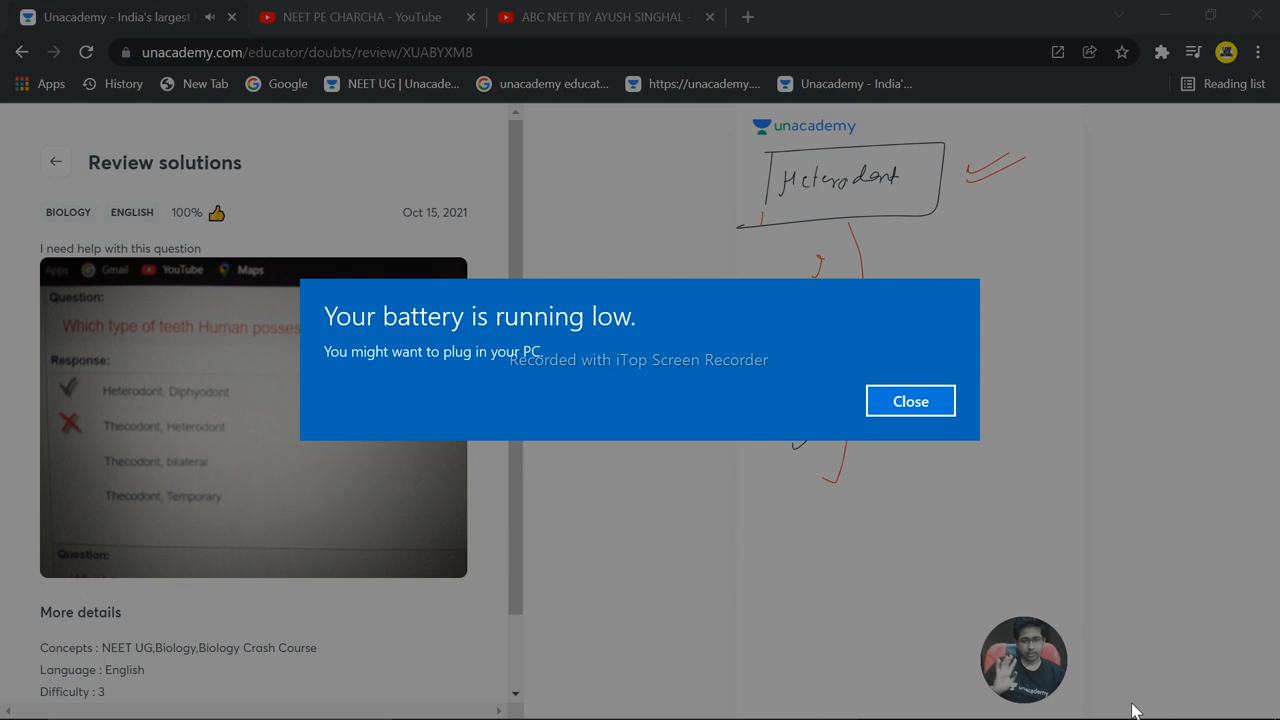 Unacademy - India's largest
NEET PE CHARCHA - YouTube
ABC NEET BY AYUSH SINGHAL -
unacademy.com/educator/doubts/review/XUABYXM8
Apps
History
New Tab
Google
NEET UG | Unacade...
unacademy educat...
https://unacademy....
Unacademy - India'...
Reading list
Review solutions
BIOLOGY ENGLISH 100% Oct 15, 2021
I need help with this question
Apps Gmail YouTube Maps
Question:
Which type of teeth Human posses
Response:
Heterodont, Diphyodont
Thecodont, Heterodont
Thecodont, bilateral
Thecodont, Temporary
Question:
More details
Concepts : NEET UG,Biology,Biology Crash Course
Language : English
Difficulty : 3
unacademy
Heterodont
Your battery is running low.
You might want to plug in your PC.
Recorded with iTop Screen Recorder
Close
unacademy